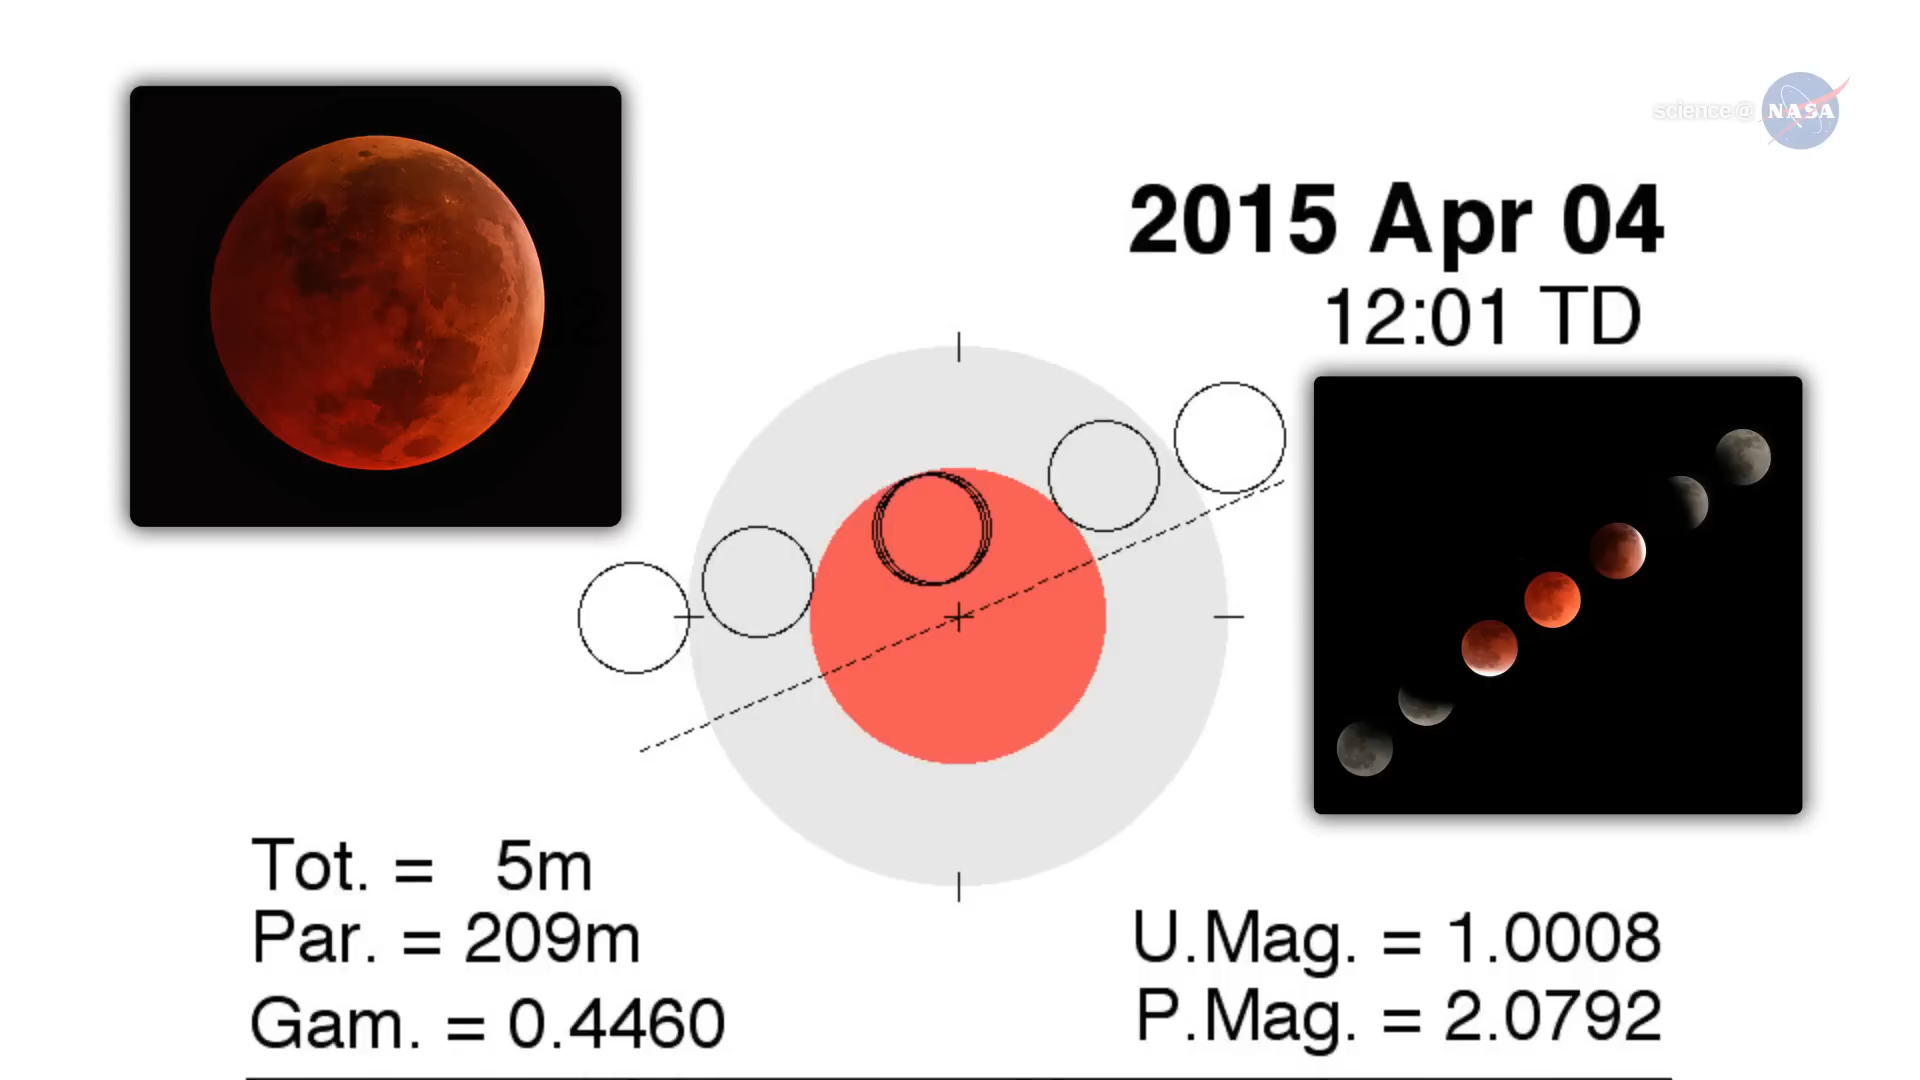 science@ NASA
2015 Apr 04
12:01 TD
Tot. = 5m
Par. = 209m
Gam. = 0.4460
U.Mag. = 1.0008
P.Mag. = 2.0792